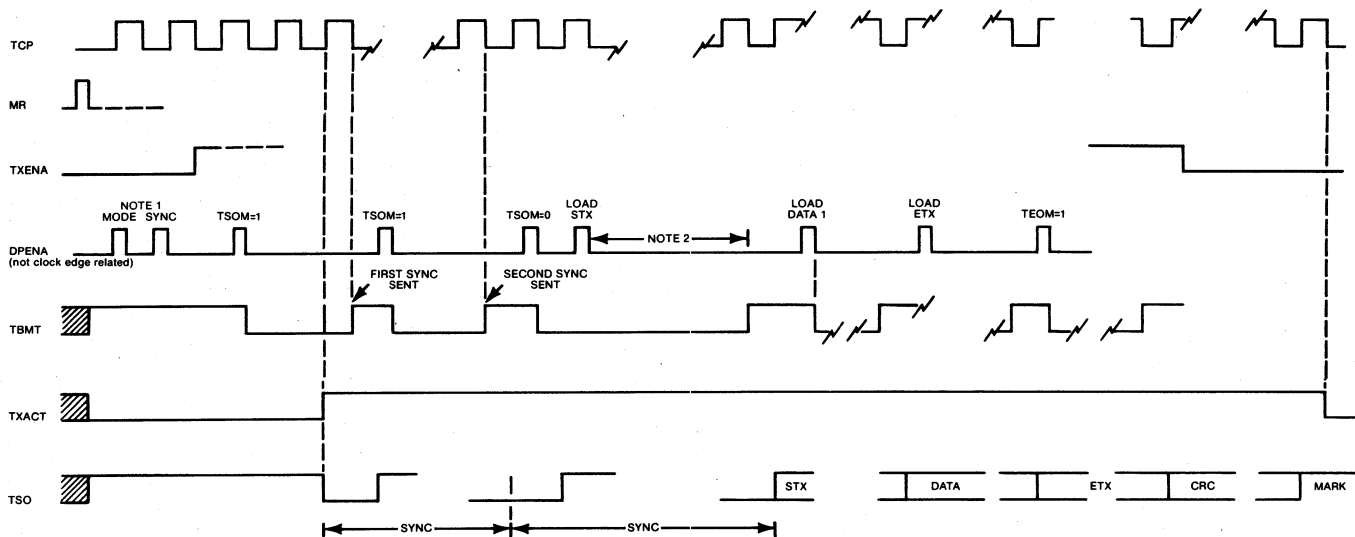 TCP
MR
TXENA
NOTE 1
MODE SYNC
TSOM=1
TSOM=1
TSOM=0
LOAD
STX
NOTE 2
LOAD
DATA 1
LOAD
ETX
TEOM=1
DPENA
(not clock edge related)
FIRST SYNC
SENT
SECOND SYNC
SENT
TBMT
TXACT
TSO
STX
DATA
ETX
CRC
MARK
SYNC
SYNC